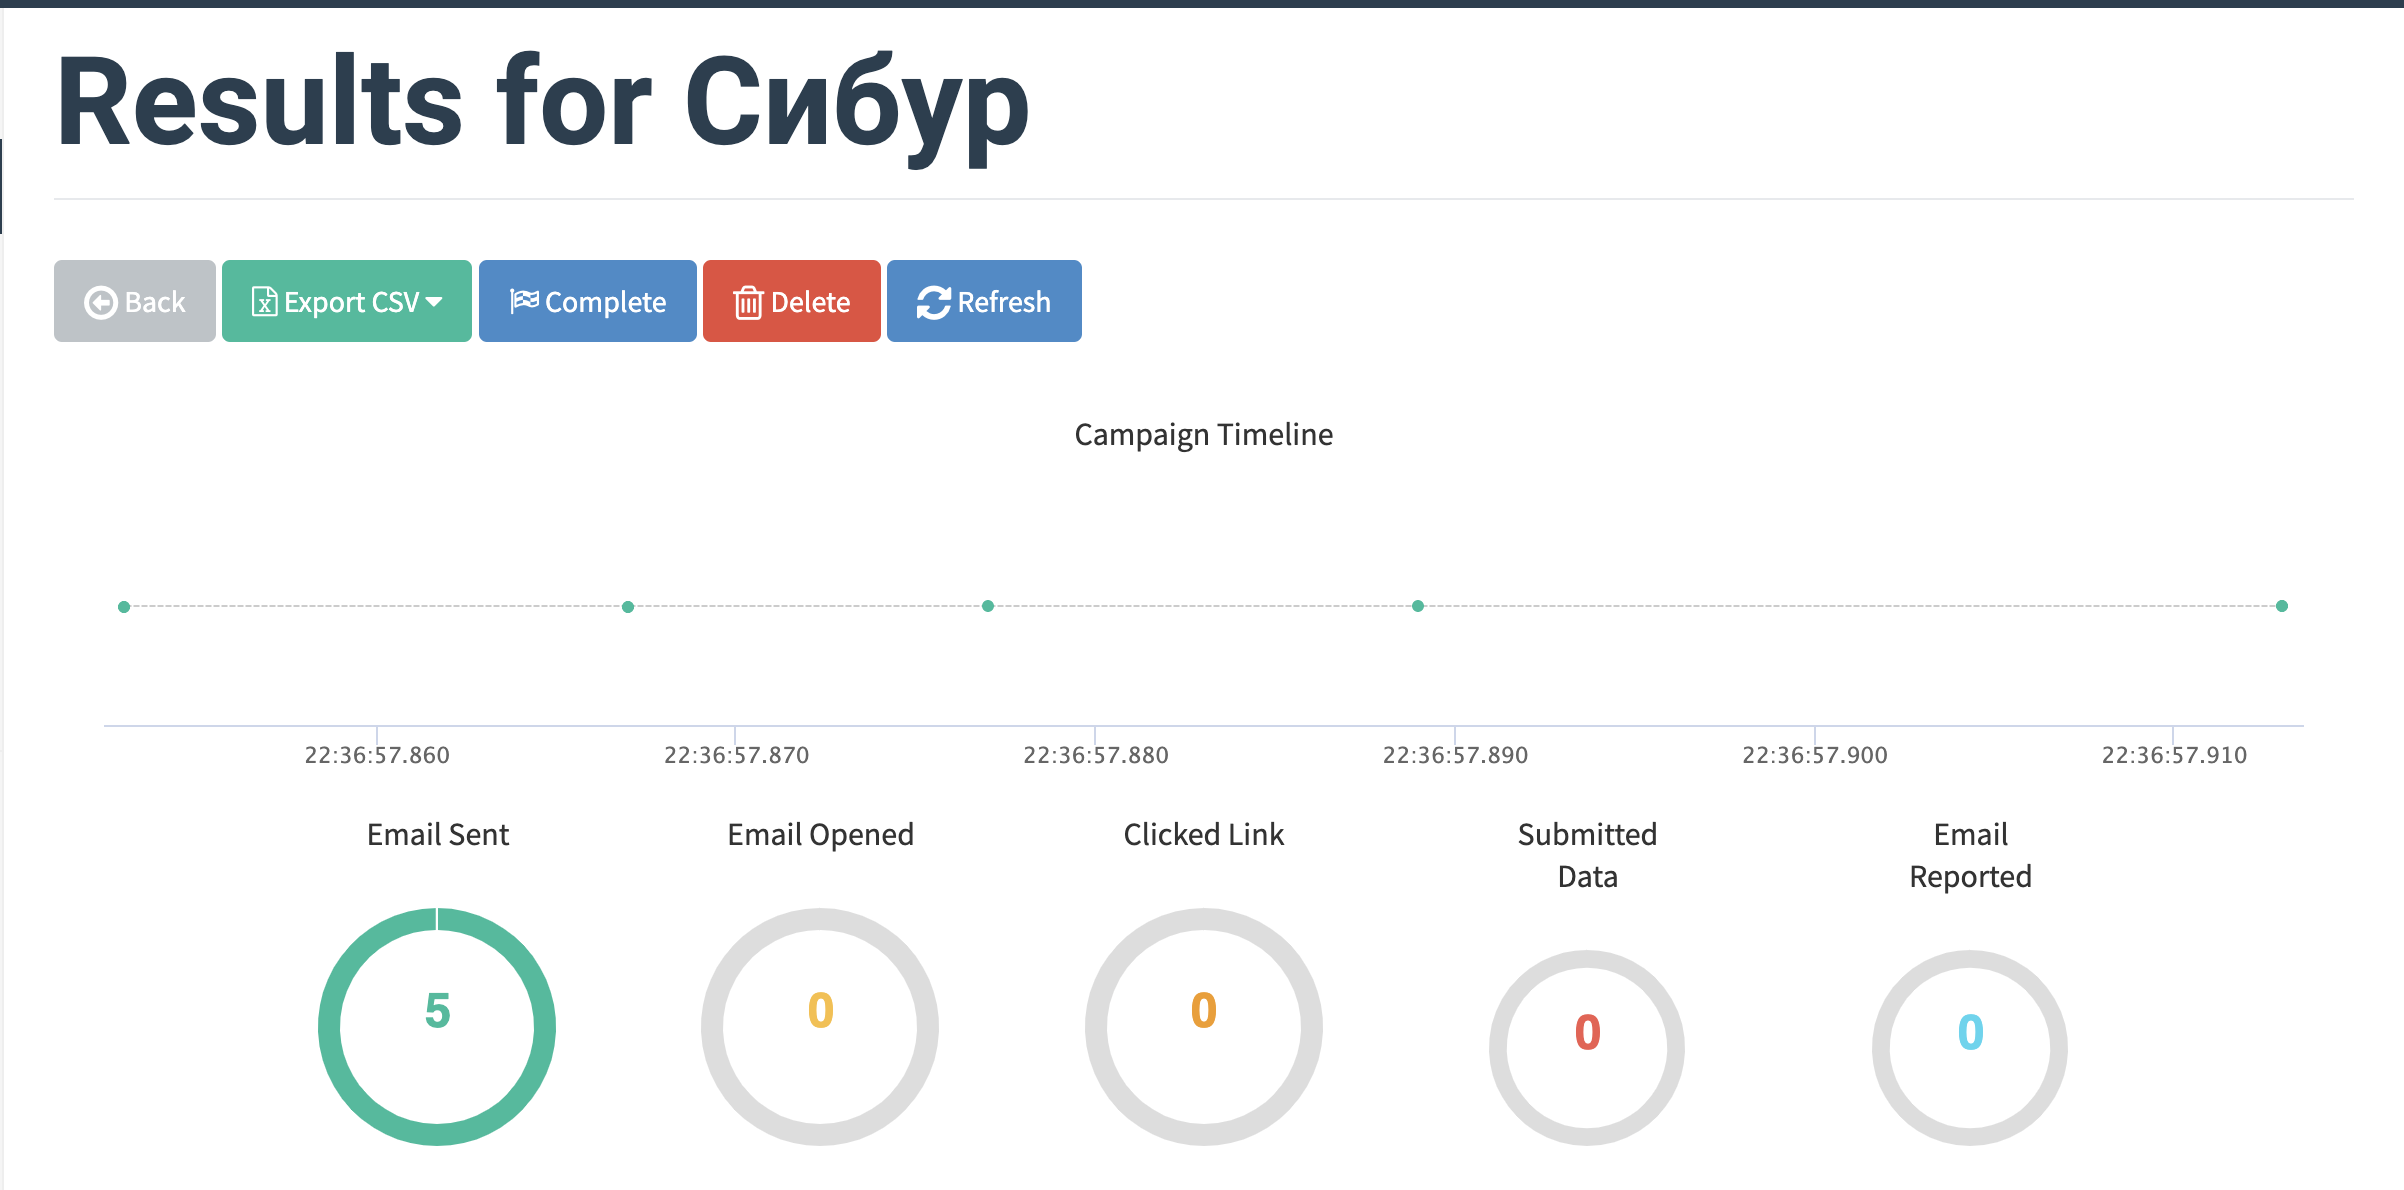 Results for Сибур
Back
Export CSV
Complete
Delete
Refresh
Campaign Timeline
22:36:57.860
22:36:57.870
22:36:57.880
22:36:57.890
22:36:57.900
22:36:57.910
Email Sent
Email Opened
Clicked Link
Submitted
Data
Email
Reported
5
0
0
0
0